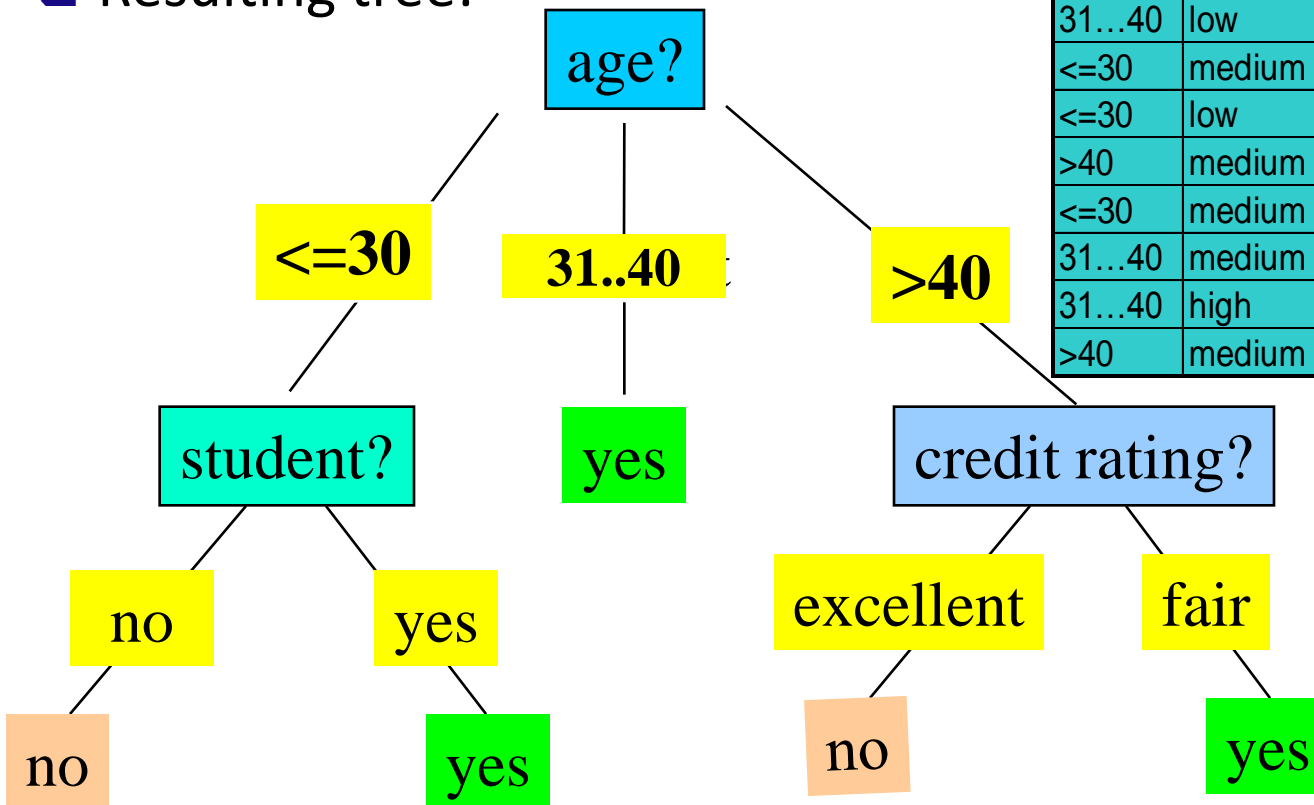 Resulting tree:
age?
31…40 low
<=30 medium
<=30 low
>40 medium
<=30 medium
31…40 medium
31…40 high
>40 medium
<=30
31..40
>40
student?
yes
credit rating?
no
yes
excellent
fair
no
yes
no
yes